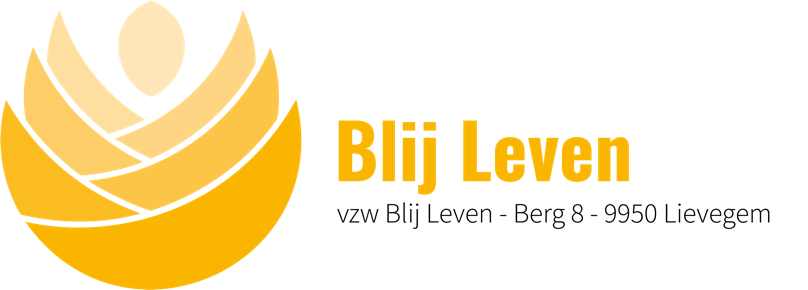 Blij Leven
vzw Blij Leven - Berg 8 - 9950 Lievegem